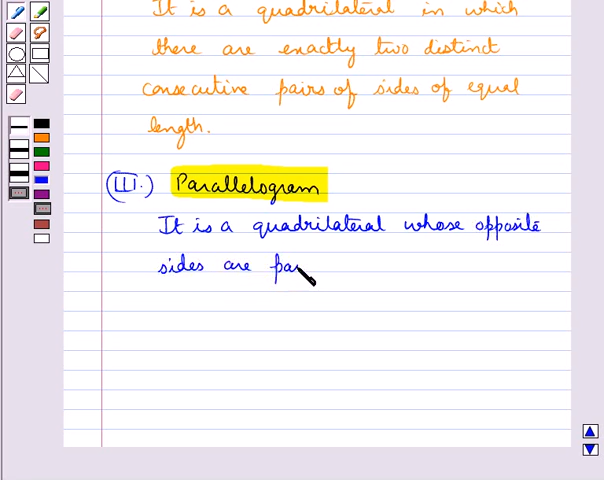 It is a quadrilateral in which
there are exactly two distinct
consecutive pairs of sides of equal
length.
(III.) Parallelogram
It is a quadrilateral whose opposite
sides are par